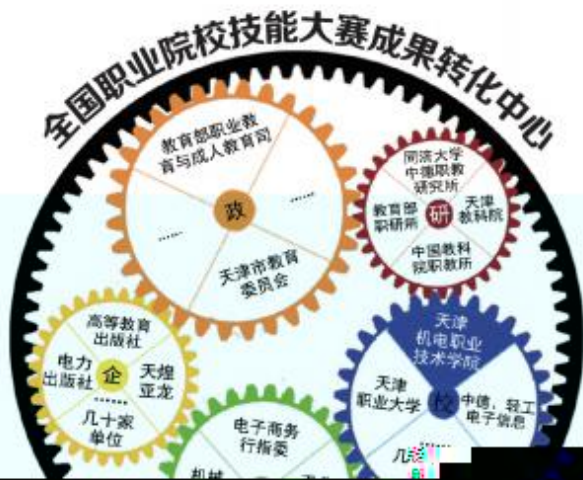 全国职业院校技能大赛成果转化中心
教育部职业教
育与成人教育司
……
……
政
天津市教育
委员会
同济大学
中德职教
研究所
教育部
职研所
研
天津
教科院
中国教科
院职教所
高等教育
出版社
电力
出版社
企
天煌
亚龙
……
几十家
单位
天津
机电职业
技术学院
天津
职业大学
校
中德，轻工
电子信息
……
几
电子商务
行指委
机械